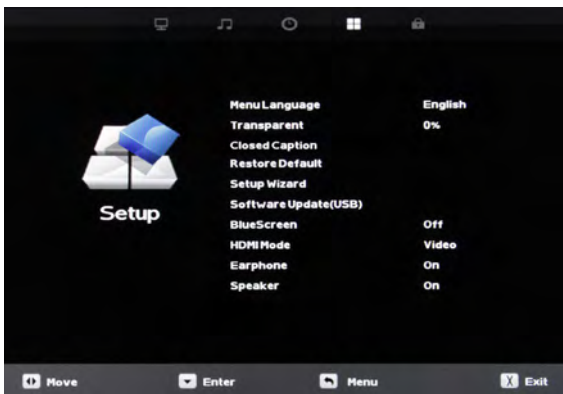 Menu Language English
Transparent 0%
Closed Caption
Restore Default
Setup Wizard
Software Update(USB)
Setup
BlueScreen Off
HDMI Mode Video
Earphone On
Speaker On
Move Enter Menu X Exit